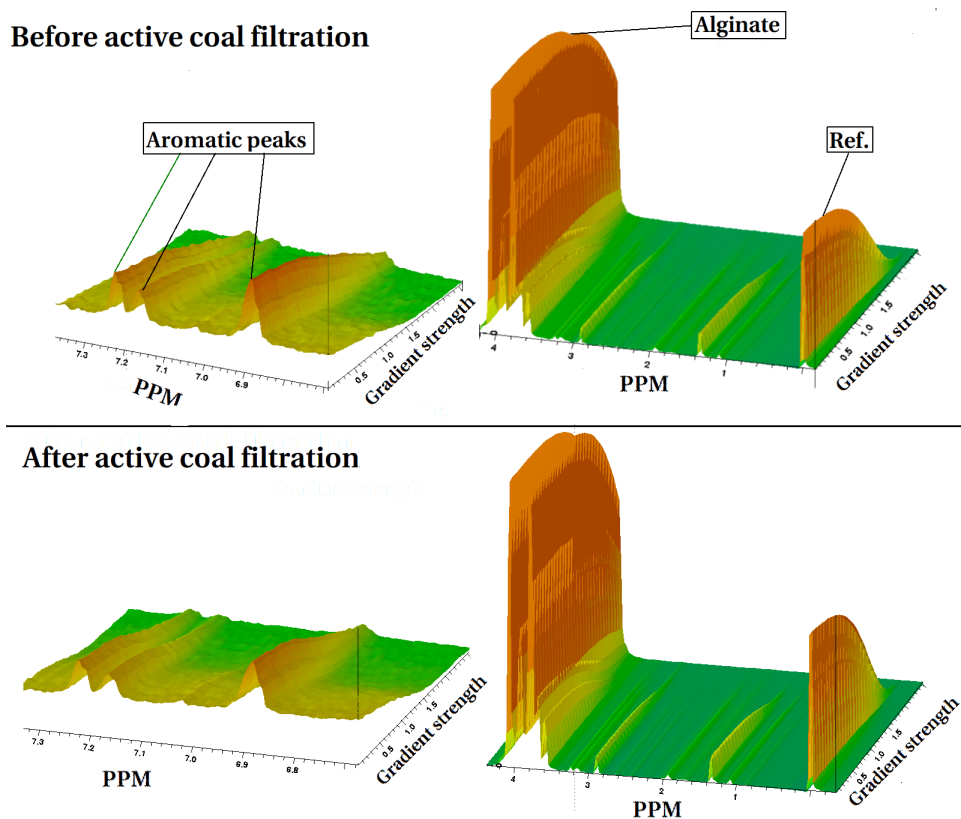 Before active coal filtration
Alginate
Aromatic peaks
Ref.
7.3 7.2 7.1 7.0 6.9
PPM
0.5 1.0 1.5
Gradient strength
4 3 2 1
PPM
0.5 1.0 1.5
Gradient strength
After active coal filtration
7.3 7.2 7.1 7.0 6.9 6.8
PPM
0.5 1.0 1.5
Gradient strength
4 3 2 1
PPM
0.5 1.0 1.5
Gradient strength